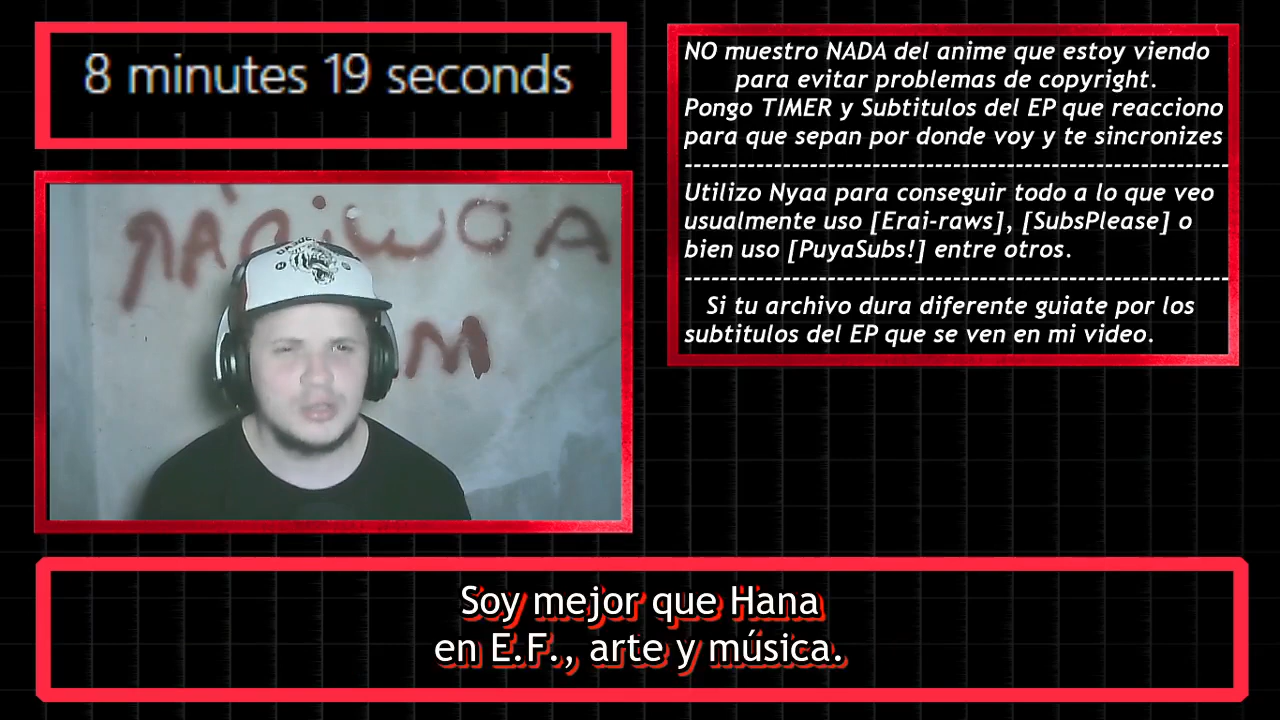 8 minutes 19 seconds
NO muestro NADA del anime que estoy viendo
para evitar problemas de copyright.
Pongo TIMER y Subtitulos del EP que reacciono
para que sepan por donde voy y te sincronizes
Utilizo Nyaa para conseguir todo a lo que veo
usualmente uso [Erai-raws], [SubsPlease] o
bien uso [PuyaSubs!] entre otros.
Si tu archivo dura diferente guiate por los
subtitulos del EP que se ven en mi video.
Soy mejor que Hana
en E.F., arte y música.